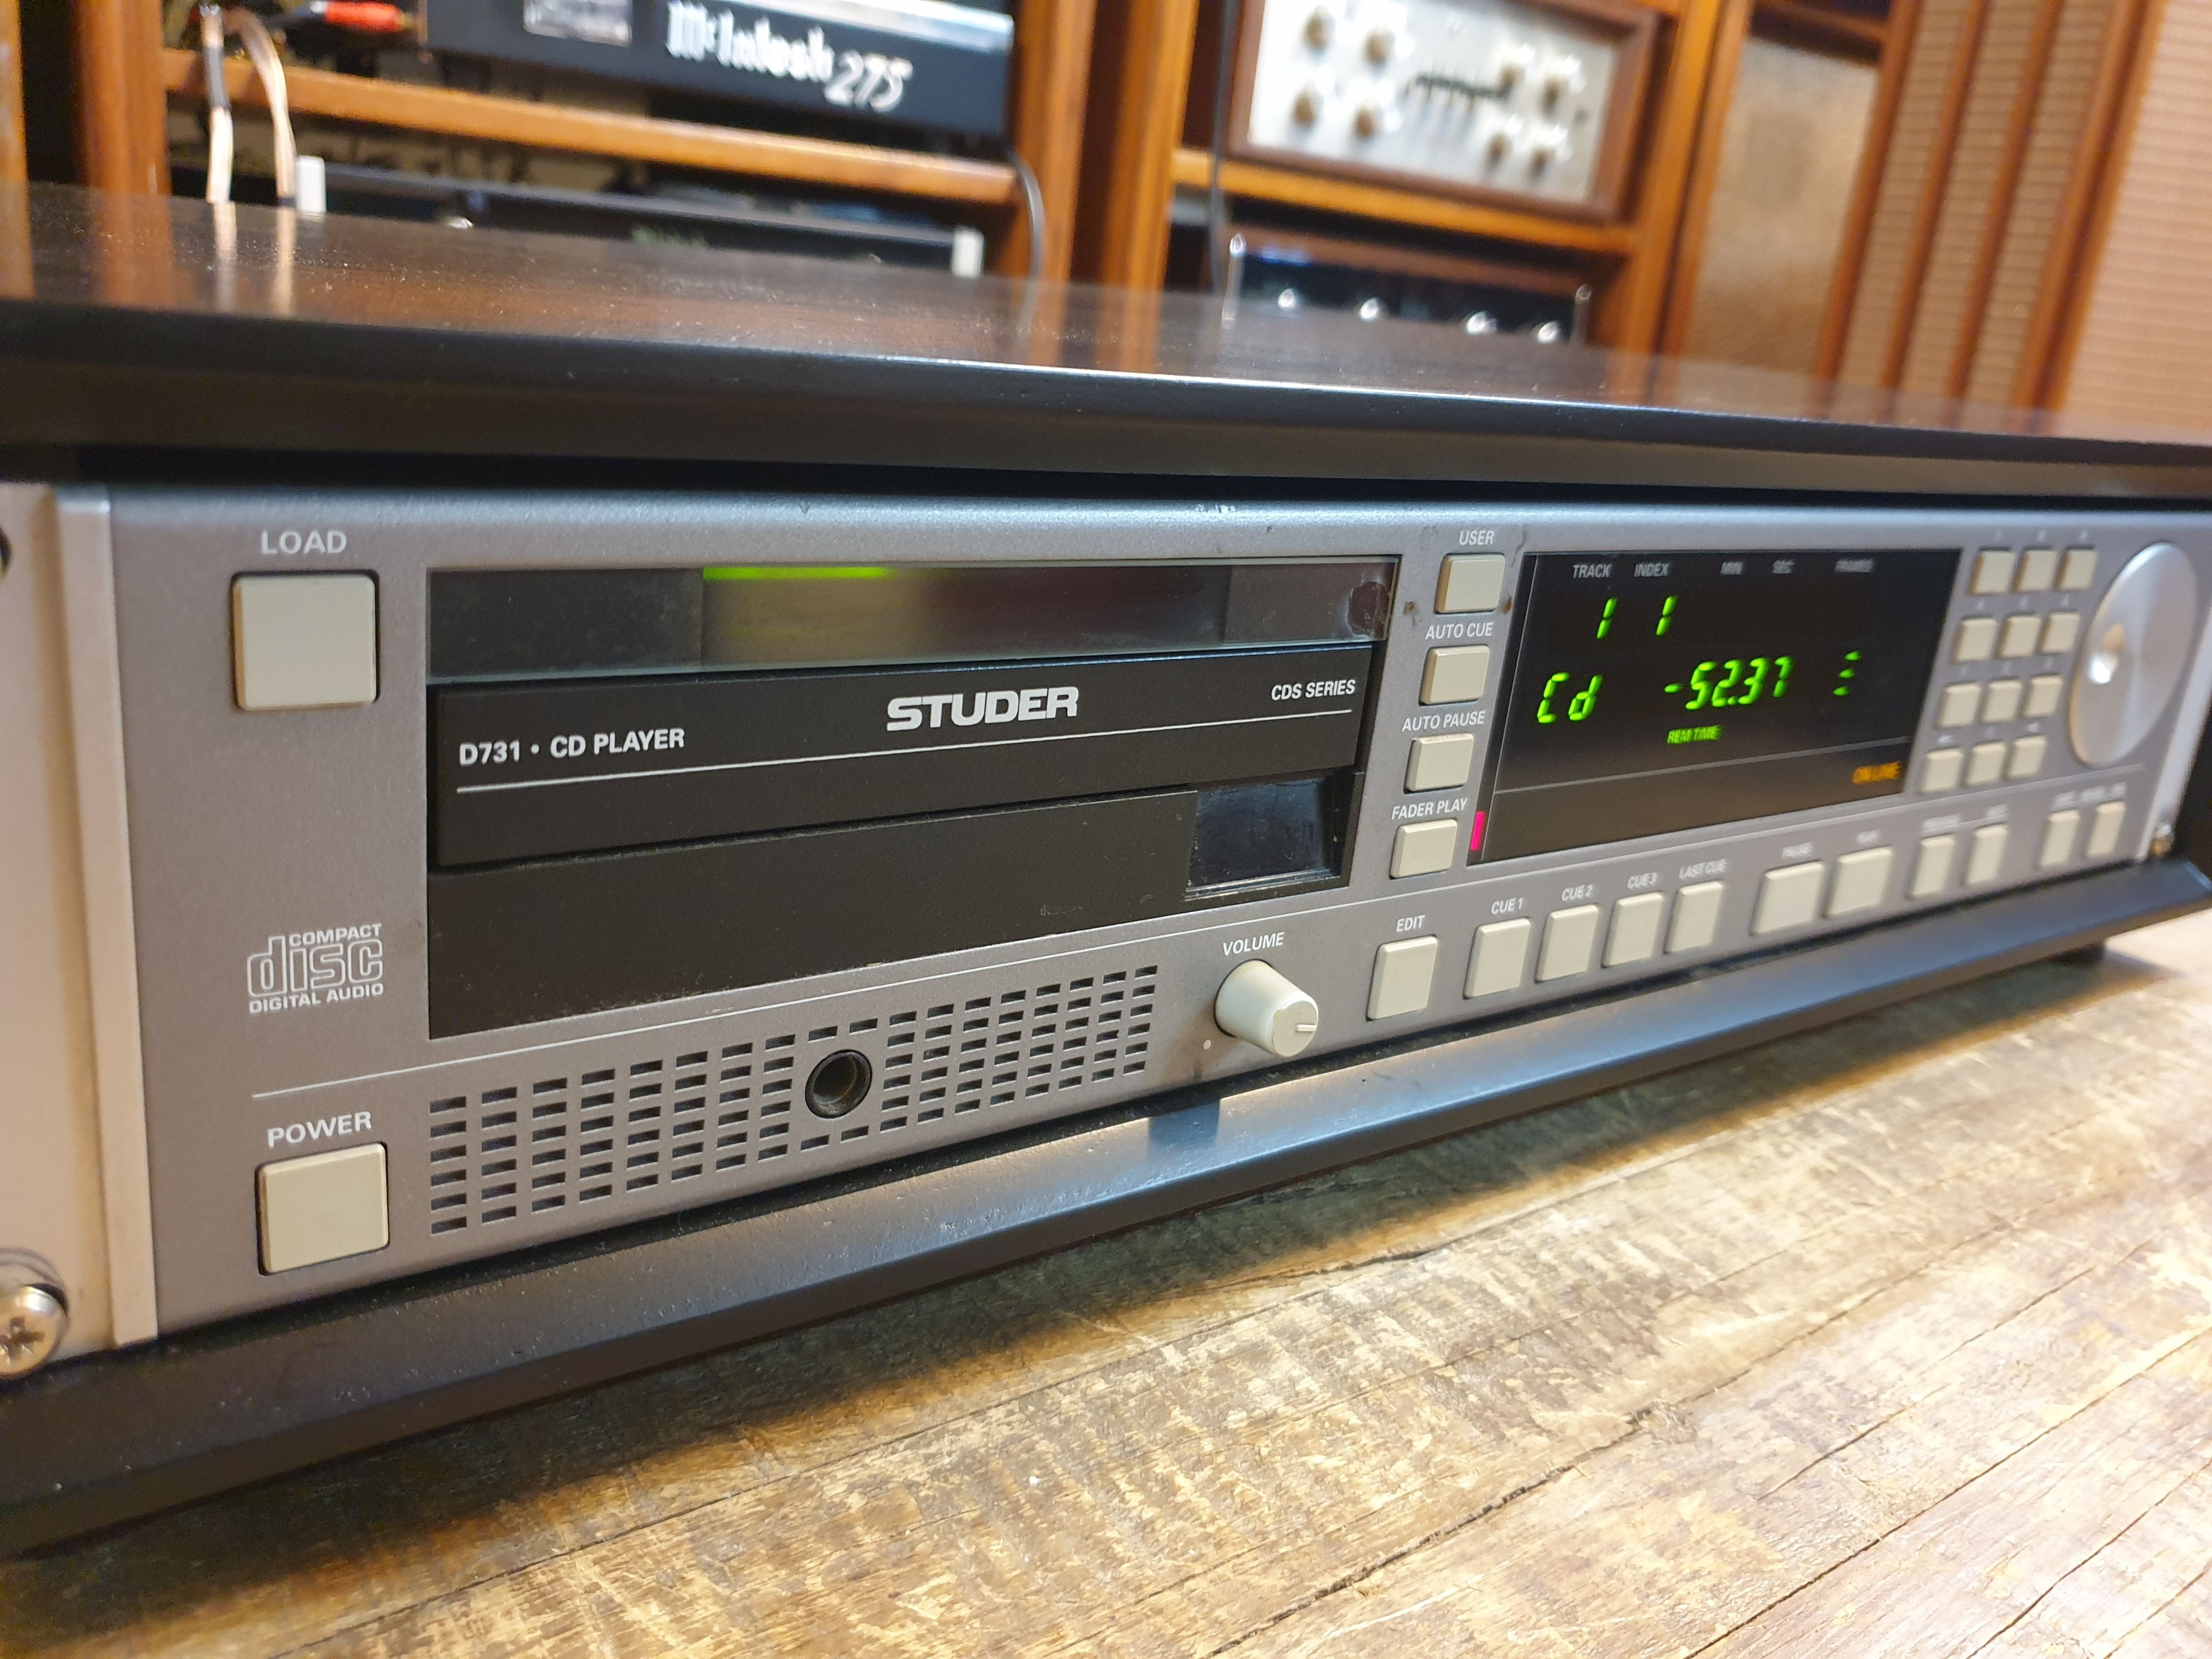 McIntosh 275
LOAD
STUDER
CDS SERIES
D731 • CD PLAYER
COMPACT
disc
DIGITAL AUDIO
POWER
VOLUME
USER
AUTO CUE
AUTO PAUSE
FADER PLAY
TRACK INDEX MIN SEC FRAMES
1 1
Cd -52.37
REM TIME
ON LINE
EDIT
CUE 1
CUE 2
CUE 3
LAST CUE
PAUSE
PLAY